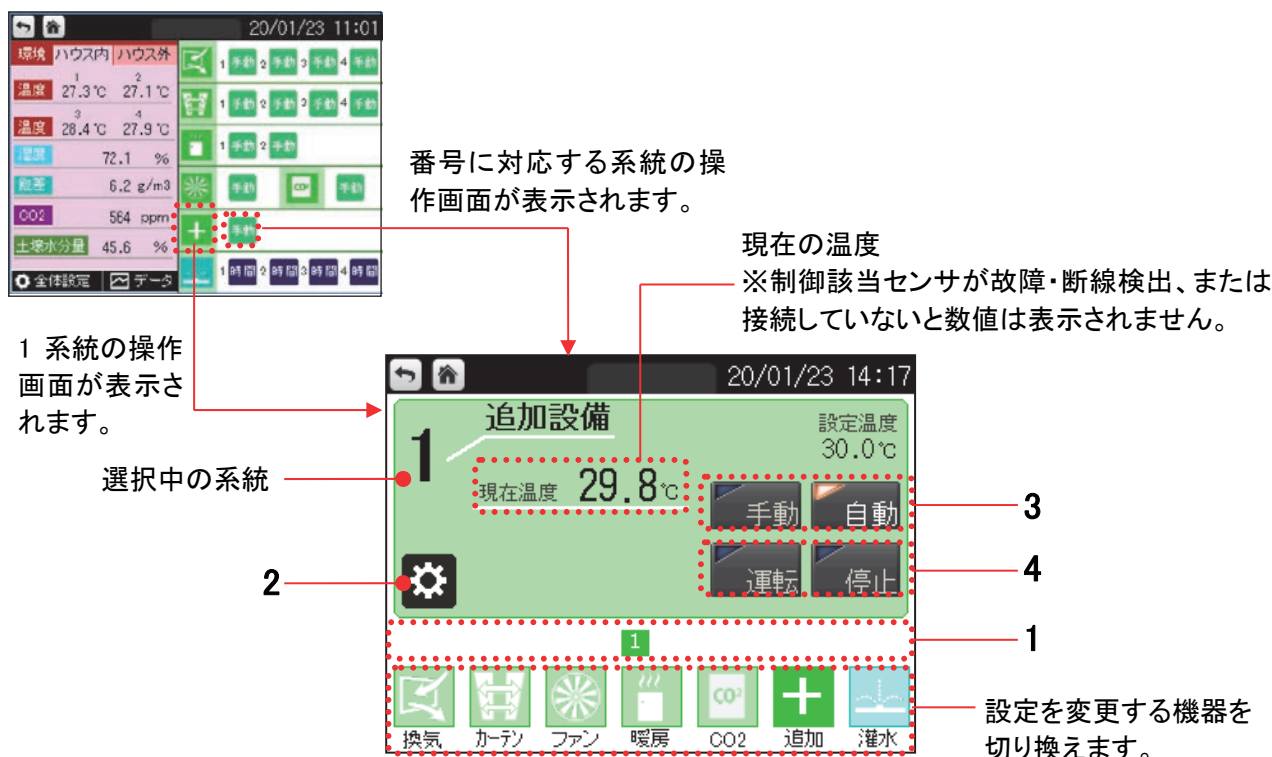 20/01/23 11:01
環境 ハウス内 ハウス外
1 2
温度 27.3℃ 27.1℃
3 4
温度 28.4℃ 27.9℃
湿度 72.1 %
飽差 6.2 g/m3
CO2 564 ppm
土壌水分量 45.6 %
全体設定 データ
1 手動 2 手動 3 手動 4 手動
1 手動 2 手動 3 手動 4 手動
1 手動 2 手動
手動 CO² 手動
手動
1 時間 2 時間 3 時間 4 時間
番号に対応する系統の操
作画面が表示されます。
現在の温度
※制御該当センサが故障・断線検出、または
接続していないと数値は表示されません。
1 系統の操作
画面が表示さ
れます。
選択中の系統
2
20/01/23 14:17
1 追加設備
設定温度
30.0℃
現在温度 29.8℃
手動 自動
運転 停止
1
CO²
換気 カーテン ファン 暖房 CO2 追加 灌水
3
4
1
設定を変更する機器を
切り換えます。